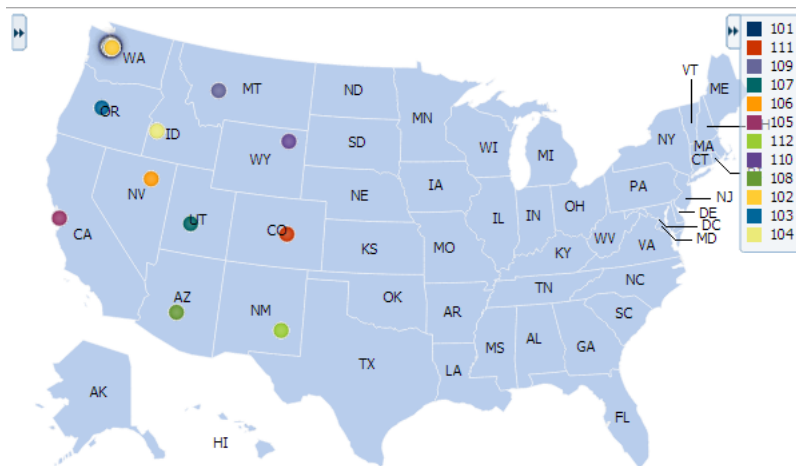 WA
MT
ND
MN
VT
ME
OR
ID
WY
SD
WI
MI
NY
MA
CT
NV
NE
IA
PA
NJ
UT
CO
IL
IN
OH
DE
DC
MD
CA
KS
MO
KY
WV
VA
AZ
NM
OK
AR
TN
NC
SC
TX
LA
MS
AL
GA
AK
HI
FL
101
111
109
107
106
105
112
110
108
102
103
104